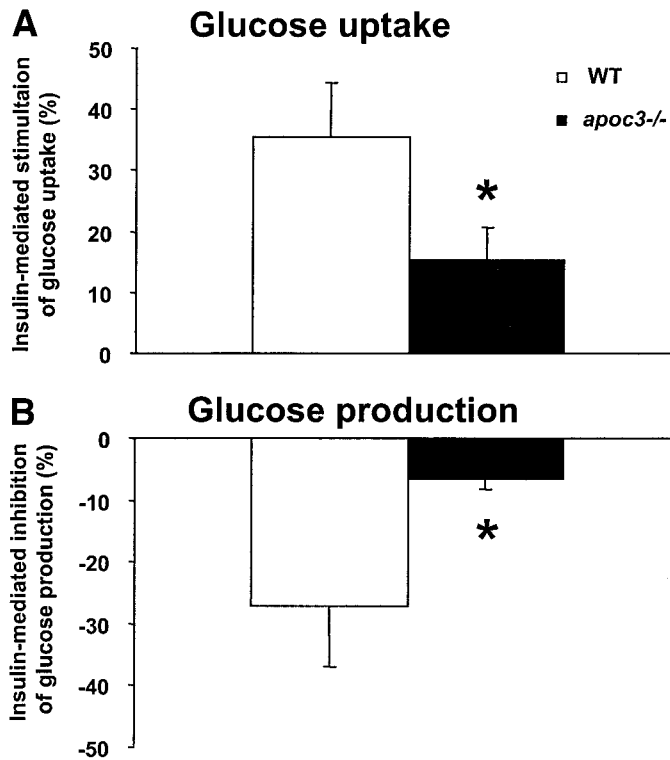 A
Glucose uptake
Insulin-mediated stimultaion
of glucose uptake (%)
50
40
30
20
10
0
WT
apoc3-/-
*
B
Glucose production
Insulin-mediated inhibition
of glucose production (%)
0
-10
-20
-30
-40
-50
*